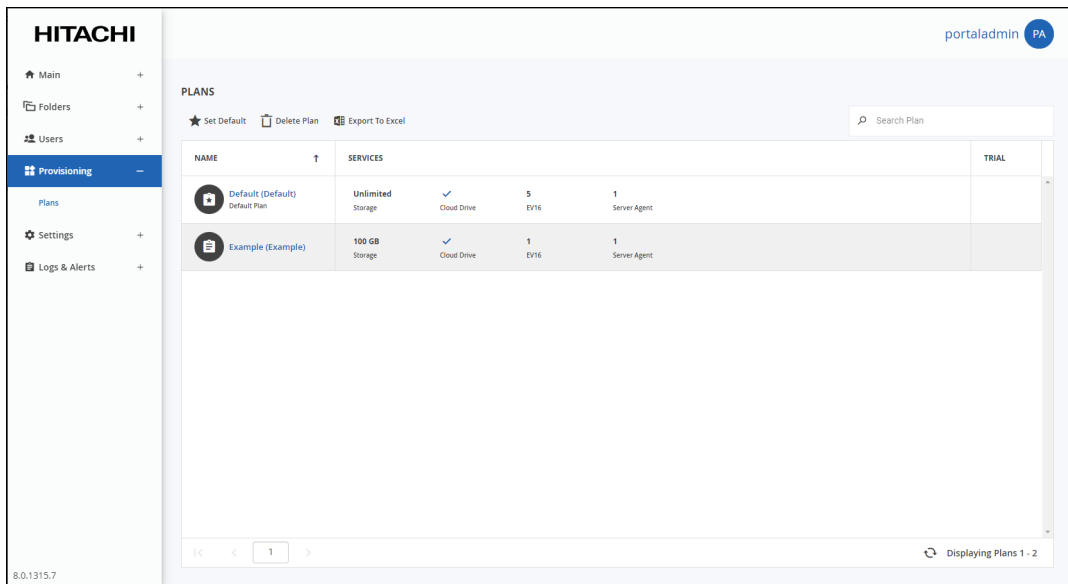 HITACHI
portaladmin PA
Main +
Folders +
Users +
Provisioning −
Plans
Settings +
Logs & Alerts +
8.0.1315.7
PLANS
Set Default Delete Plan Export To Excel Search Plan
NAME ↑ SERVICES TRIAL
Default (Default) Unlimited ✓ 5 1
Default Plan Storage Cloud Drive EV16 Server Agent
Example (Example) 100 GB ✓ 1 1
Storage Cloud Drive EV16 Server Agent
1 Displaying Plans 1 - 2